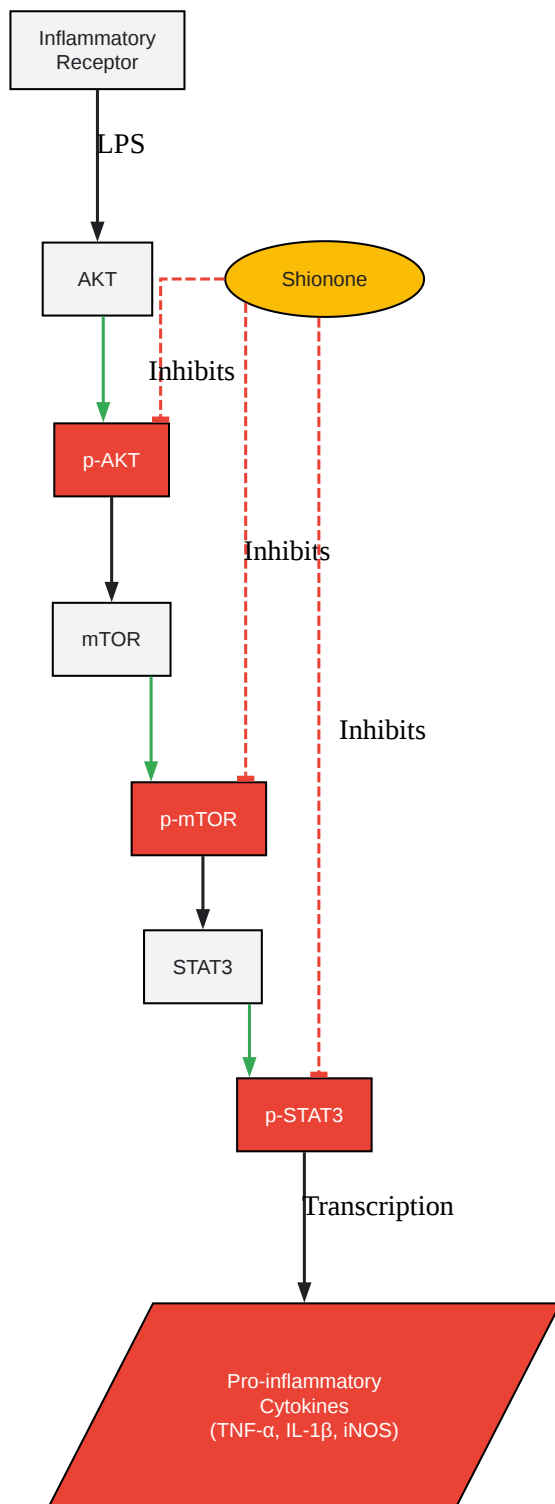 Inflammatory
Receptor
LPS
AKT
Shionone
Inhibits
p-AKT
Inhibits
mTOR
Inhibits
p-mTOR
STAT3
p-STAT3
Transcription
Pro-inflammatory
Cytokines
(TNF-α, IL-1β, iNOS)